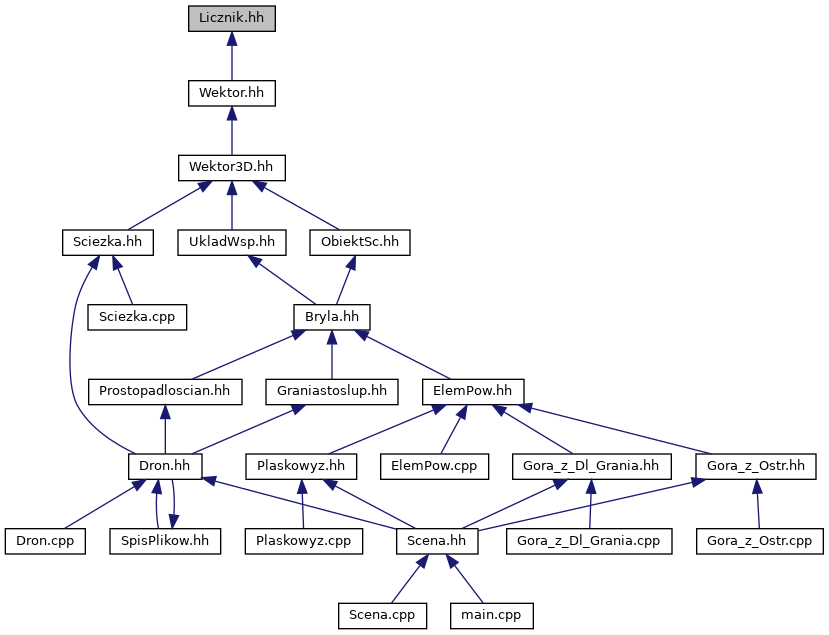 Licznik.hh
Wektor.hh
Wektor3D.hh
Sciezka.hh
UkladWsp.hh
ObiektSc.hh
Sciezka.cpp
Bryla.hh
Prostopadloscian.hh
Graniastoslup.hh
ElemPow.hh
Dron.hh
Plaskowyz.hh
ElemPow.cpp
Gora_z_Dl_Grania.hh
Gora_z_Ostr.hh
Dron.cpp
SpisPlikow.hh
Plaskowyz.cpp
Scena.hh
Gora_z_Dl_Grania.cpp
Gora_z_Ostr.cpp
Scena.cpp
main.cpp